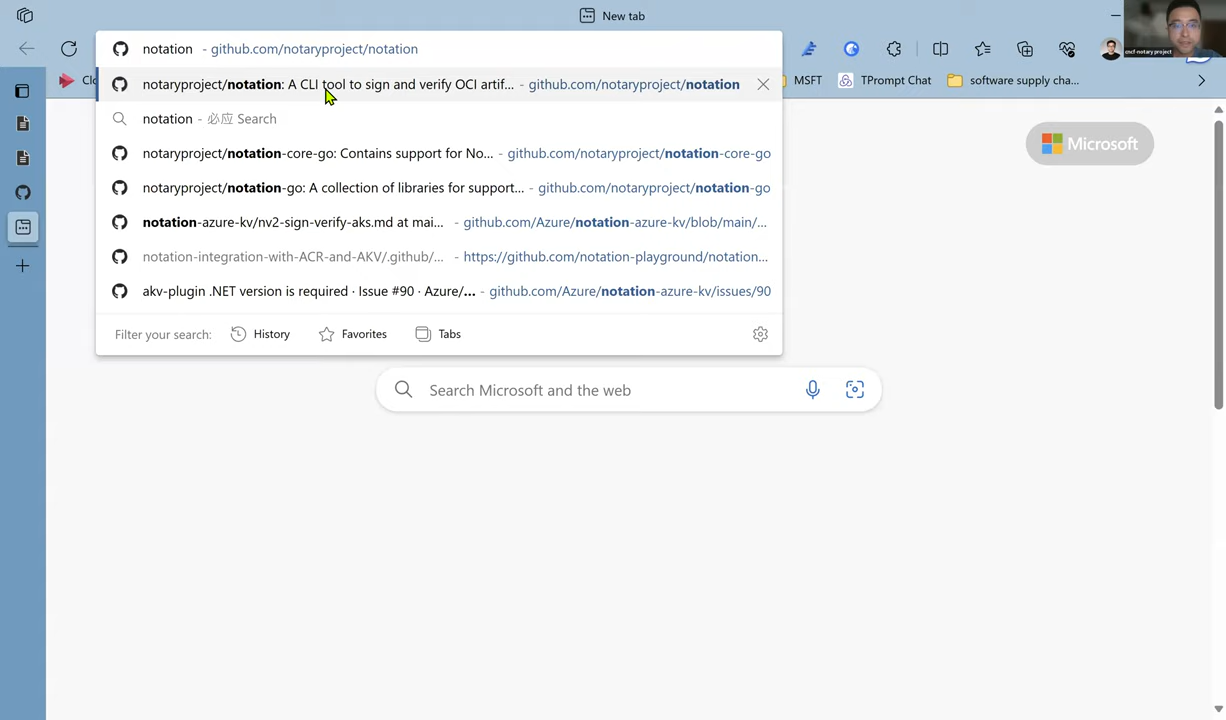 New tab
notation - github.com/notaryproject/notation
notaryproject/notation: A CLI tool to sign and verify OCI artif... - github.com/notaryproject/notation
notation - 必应 Search
notaryproject/notation-core-go: Contains support for No... - github.com/notaryproject/notation-core-go
notaryproject/notation-go: A collection of libraries for support... - github.com/notaryproject/notation-go
notation-azure-kv/nv2-sign-verify-aks.md at mai... - github.com/Azure/notation-azure-kv/blob/main/...
notation-integration-with-ACR-and-AKV/.github/... - https://github.com/notation-playground/notation...
akv-plugin .NET version is required · Issue #90 · Azure/... - github.com/Azure/notation-azure-kv/issues/90
Filter your search: History Favorites Tabs
Clo
MSFT TPrompt Chat software supply cha...
cncf-notary project
Microsoft
Search Microsoft and the web